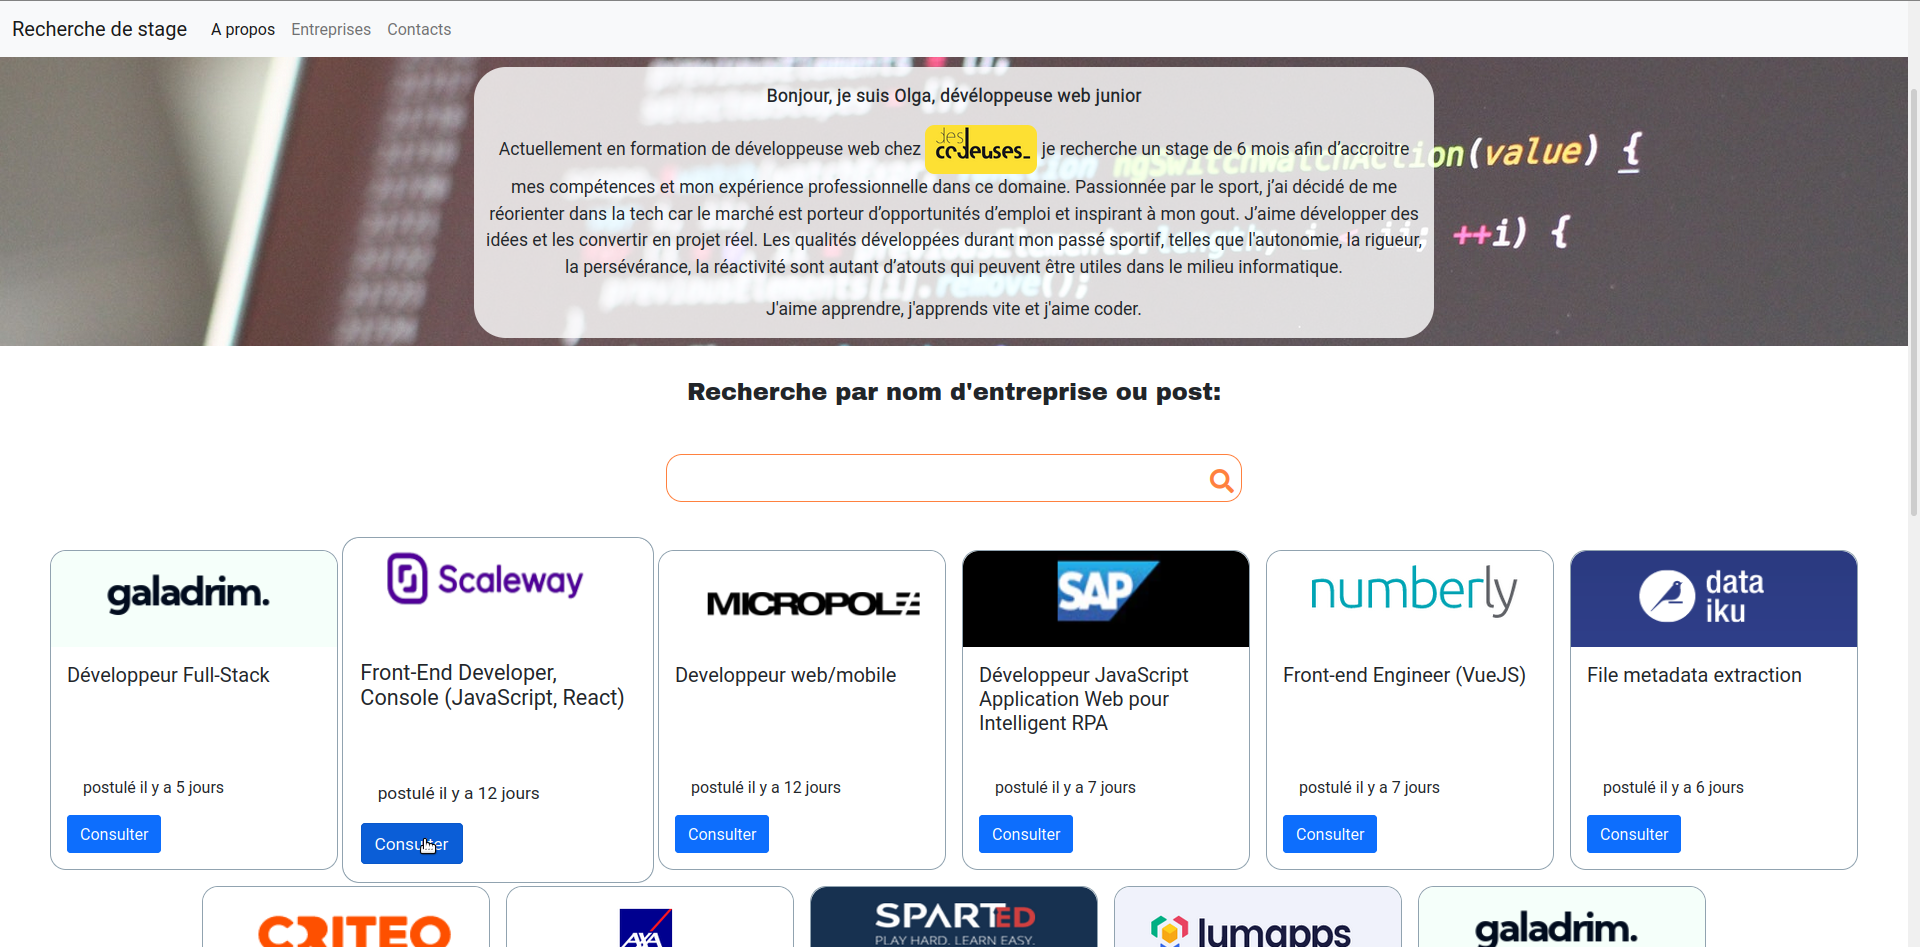 Recherche de stage A propos Entreprises Contacts
Bonjour, je suis Olga, dévéloppeuse web junior
Actuellement en formation de développeuse web chez des codeuses_ je recherche un stage de 6 mois afin d’accroitre
mes compétences et mon expérience professionnelle dans ce domaine. Passionnée par le sport, j’ai décidé de me
réorienter dans la tech car le marché est porteur d’opportunités d’emploi et inspirant à mon gout. J’aime développer des
idées et les convertir en projet réel. Les qualités développées durant mon passé sportif, telles que l'autonomie, la rigueur,
la persévérance, la réactivité sont autant d’atouts qui peuvent être utiles dans le milieu informatique.
J'aime apprendre, j'apprends vite et j'aime coder.
ngSwitchWatchAction(value) {
++i) {
.remove();
Recherche par nom d'entreprise ou post:
galadrim.
Développeur Full-Stack
postulé il y a 5 jours
Consulter
Scaleway
Front-End Developer,
Console (JavaScript, React)
postulé il y a 12 jours
Consulter
MICROPOLE
Developpeur web/mobile
postulé il y a 12 jours
Consulter
SAP
Développeur JavaScript
Application Web pour
Intelligent RPA
postulé il y a 7 jours
Consulter
numberly
Front-end Engineer (VueJS)
postulé il y a 7 jours
Consulter
data
iku
File metadata extraction
postulé il y a 6 jours
Consulter
CRITEO
AXA
SPARTED
PLAY HARD. LEARN EASY.
lumapps
galadrim.